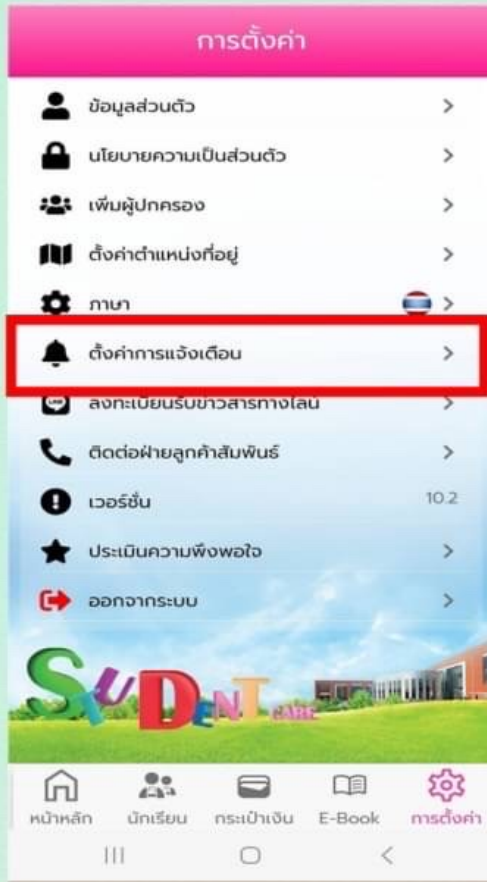 การตั้งค่า
ข้อมูลส่วนตัว
นโยบายความเป็นส่วนตัว
เพิ่มผู้ปกครอง
ตั้งค่าตำแหน่งที่อยู่
ภาษา
ตั้งค่าการแจ้งเตือน
ลงทะเบียนรับข่าวสารทางไลน์
ติดต่อฝ่ายลูกค้าสัมพันธ์
เวอร์ชั่น 10.2
ประเมินความพึงพอใจ
ออกจากระบบ
STUDENT CARE
หน้าหลัก นักเรียน กระเป๋าเงิน E-Book การตั้งค่า